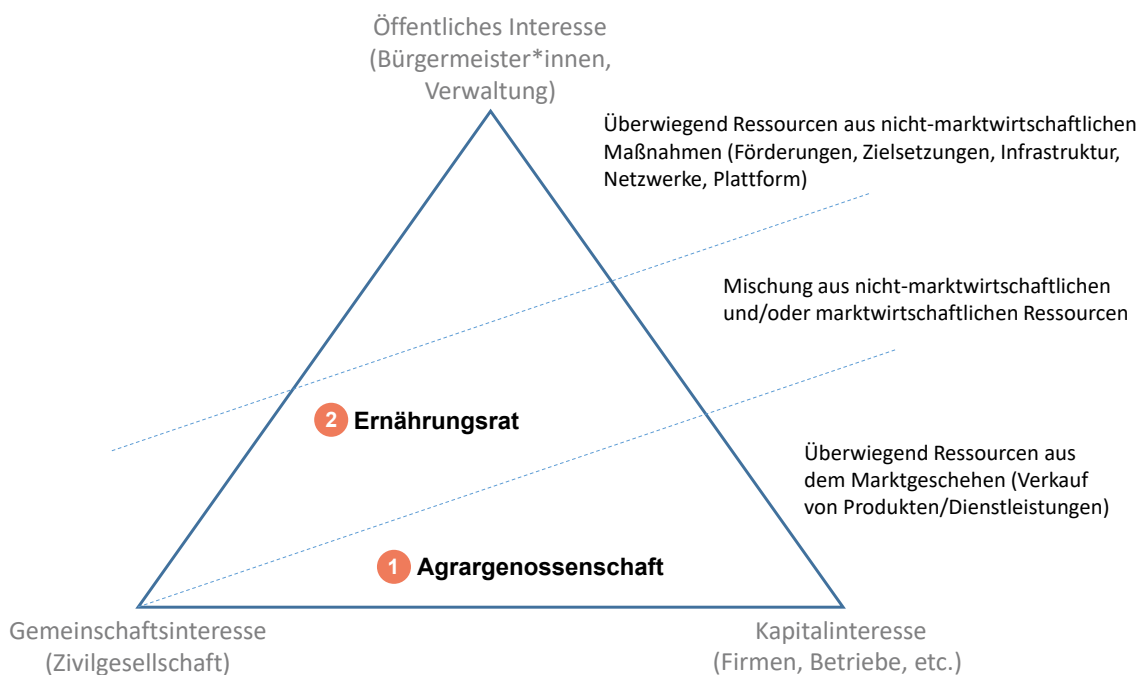 Öffentliches Interesse
(Bürgermeister*innen,
Verwaltung)
Überwiegend Ressourcen aus nicht-marktwirtschaftlichen
Maßnahmen (Förderungen, Zielsetzungen, Infrastruktur,
Netzwerke, Plattform)
Mischung aus nicht-marktwirtschaftlichen
und/oder marktwirtschaftlichen Ressourcen
2 Ernährungsrat
Überwiegend Ressourcen aus
dem Marktgeschehen (Verkauf
von Produkten/Dienstleistungen)
1 Agrargenossenschaft
Gemeinschaftsinteresse
(Zivilgesellschaft)
Kapitalinteresse
(Firmen, Betriebe, etc.)